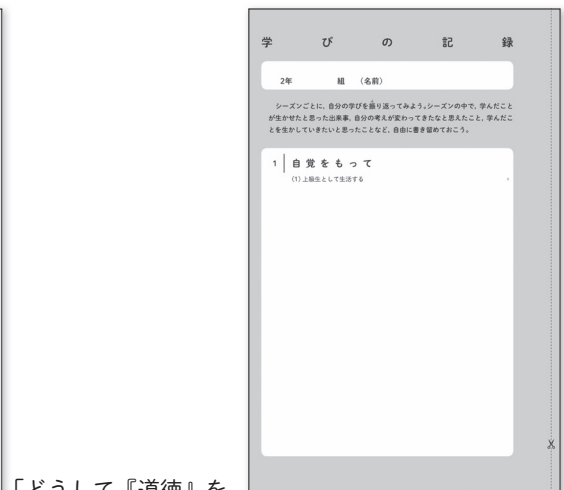 学びの記録
2年　組　（名前）
シーズンごとに、自分の学びを振り返ってみよう。シーズンの中で、学んだこと
が生かせたと思った出来事、自分の考えが変わってきたなと思えたこと、学んだこ
とを生かしていきたいと思ったことなど、自由に書き留めておこう。
1 自覚をもって
(1) 上級生として生活する
「どうして『道徳』を